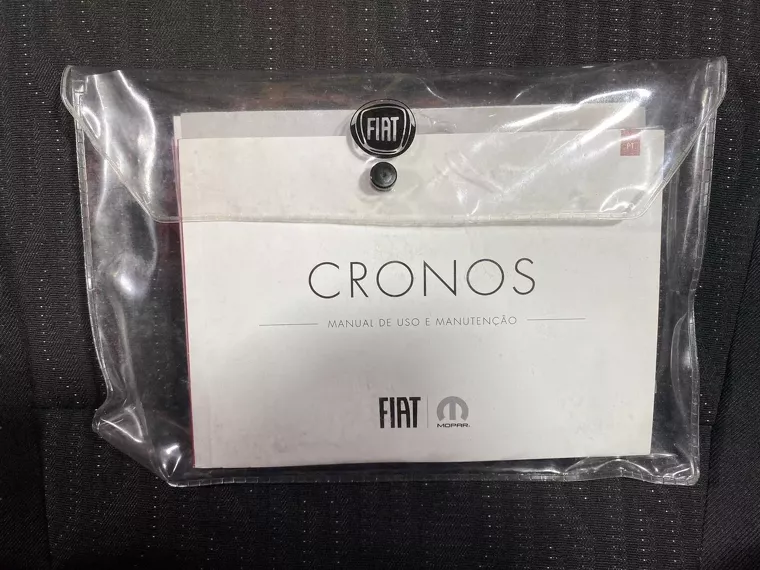 FIAT
PT
CRONOS
MANUAL DE USO E MANUTENÇÃO
FIAT
MOPAR.